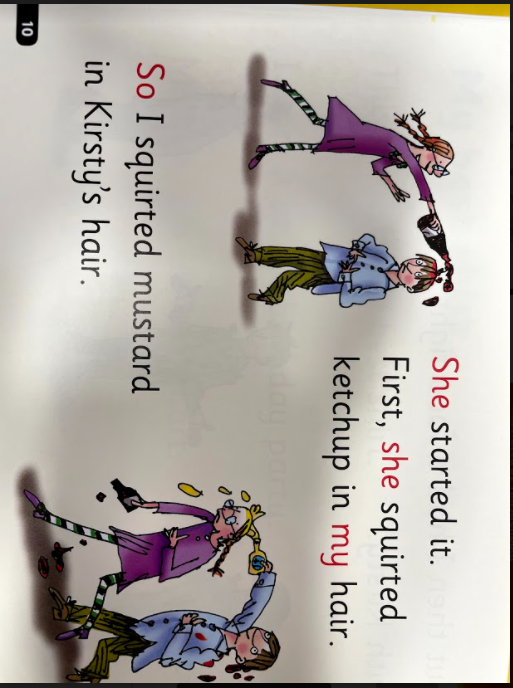 She started it.
First, she squirted
ketchup in my hair.
So I squirted mustard
in Kirsty's hair.
10